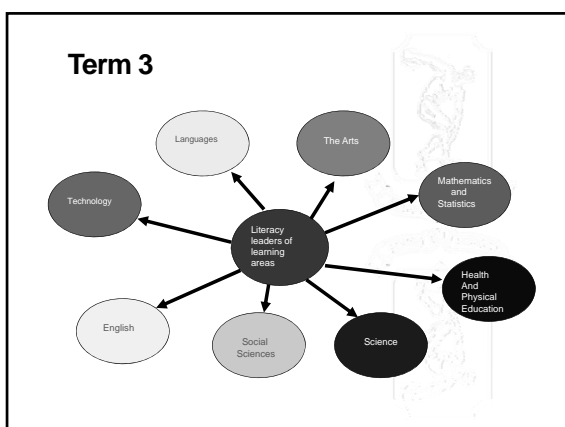 Term 3
Languages
The Arts
Technology
Mathematics
and
Statistics
Literacy
leaders of
learning
areas
Health
And
Physical
Education
English
Social
Sciences
Science